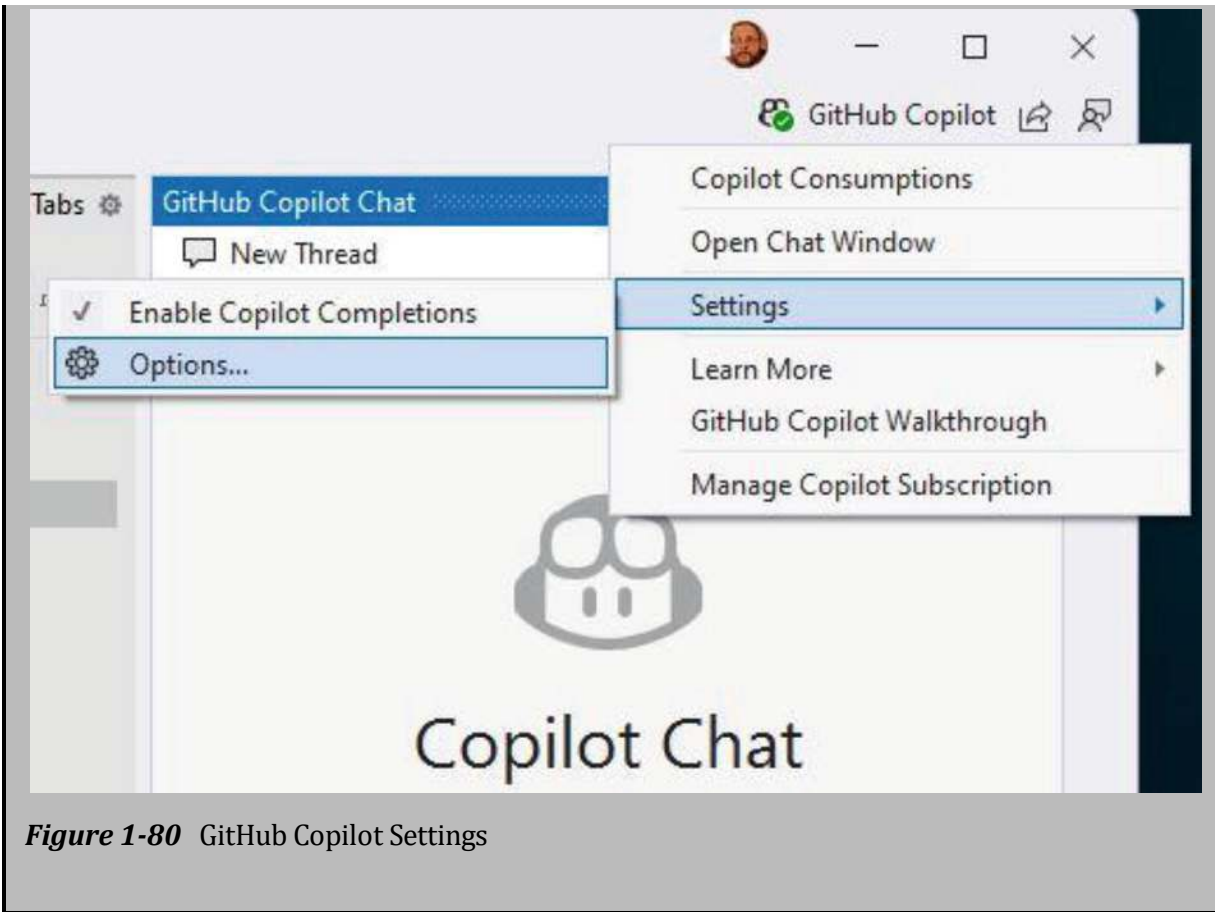 GitHub Copilot
Copilot Consumptions
Tabs
GitHub Copilot Chat
Open Chat Window
New Thread
Enable Copilot Completions
Settings
Options...
Learn More
GitHub Copilot Walkthrough
Manage Copilot Subscription
Copilot Chat
Figure 1-80 GitHub Copilot Settings